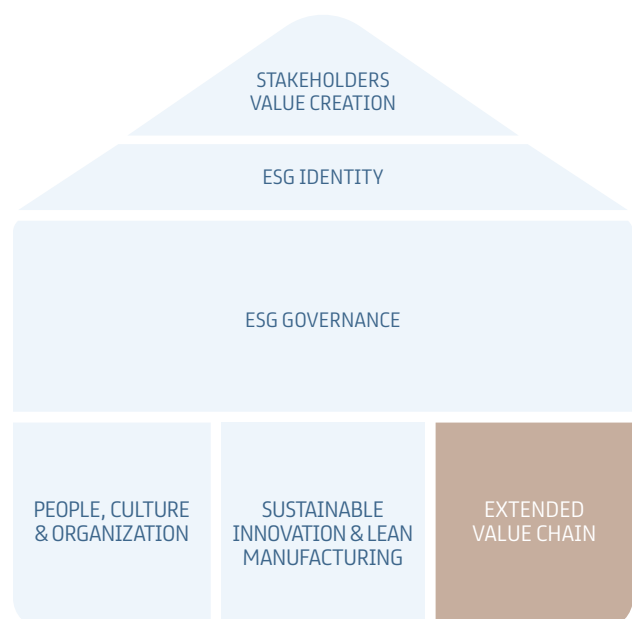 STAKEHOLDERS
VALUE CREATION
ESG IDENTITY
ESG GOVERNANCE
PEOPLE, CULTURE
& ORGANIZATION
SUSTAINABLE
INNOVATION & LEAN
MANUFACTURING
EXTENDED
VALUE CHAIN